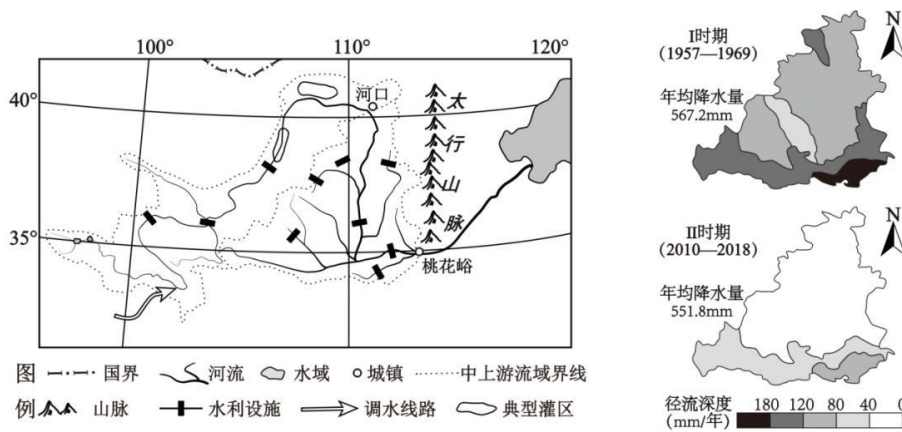 100°
110°
120°
40°
35°
河口
太
行
山
脉
桃花峪
图
例
国界
河流
水域
城镇
中上游流域界线
山脉
水利设施
调水线路
典型灌区
I时期
(1957—1969)
年均降水量
567.2mm
N
II时期
(2010—2018)
年均降水量
551.8mm
N
径流深度
(mm/年)
180 120 80 40 0